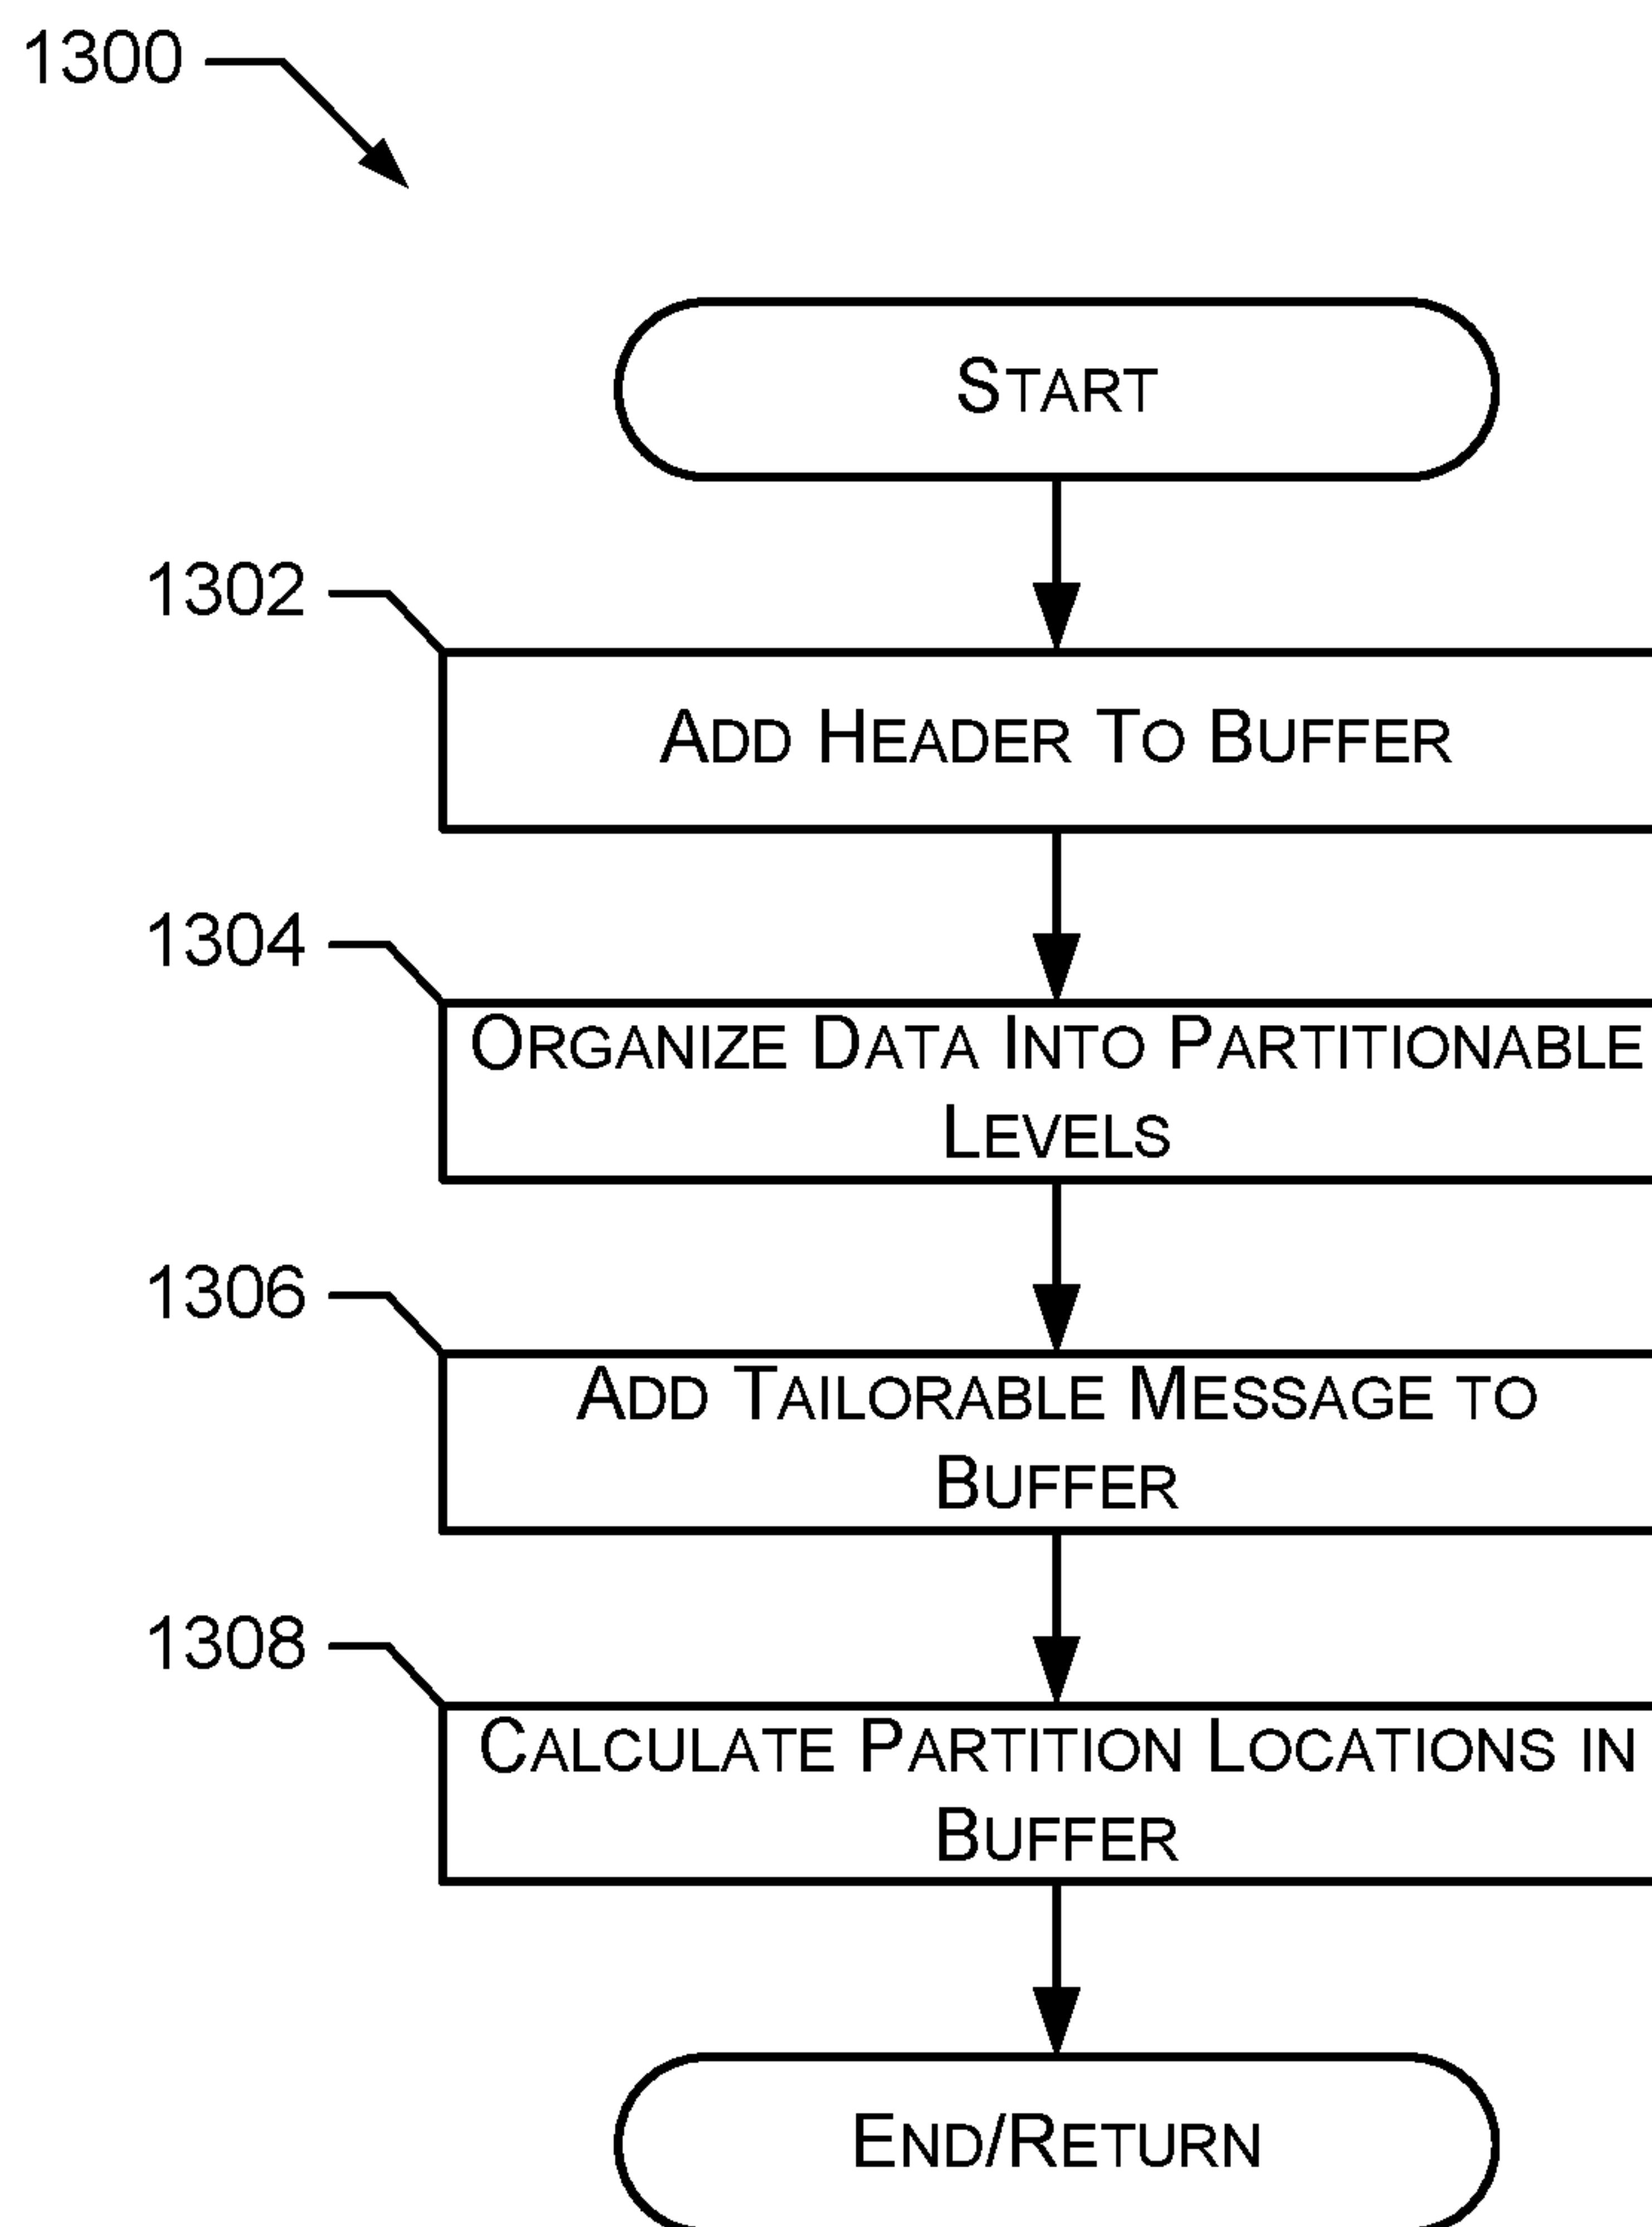 1300
START
1302
ADD HEADER TO BUFFER
1304
ORGANIZE DATA INTO PARTITIONABLE
LEVELS
1306
ADD TAILORABLE MESSAGE TO
BUFFER
1308
CALCULATE PARTITION LOCATIONS IN
BUFFER
END/RETURN